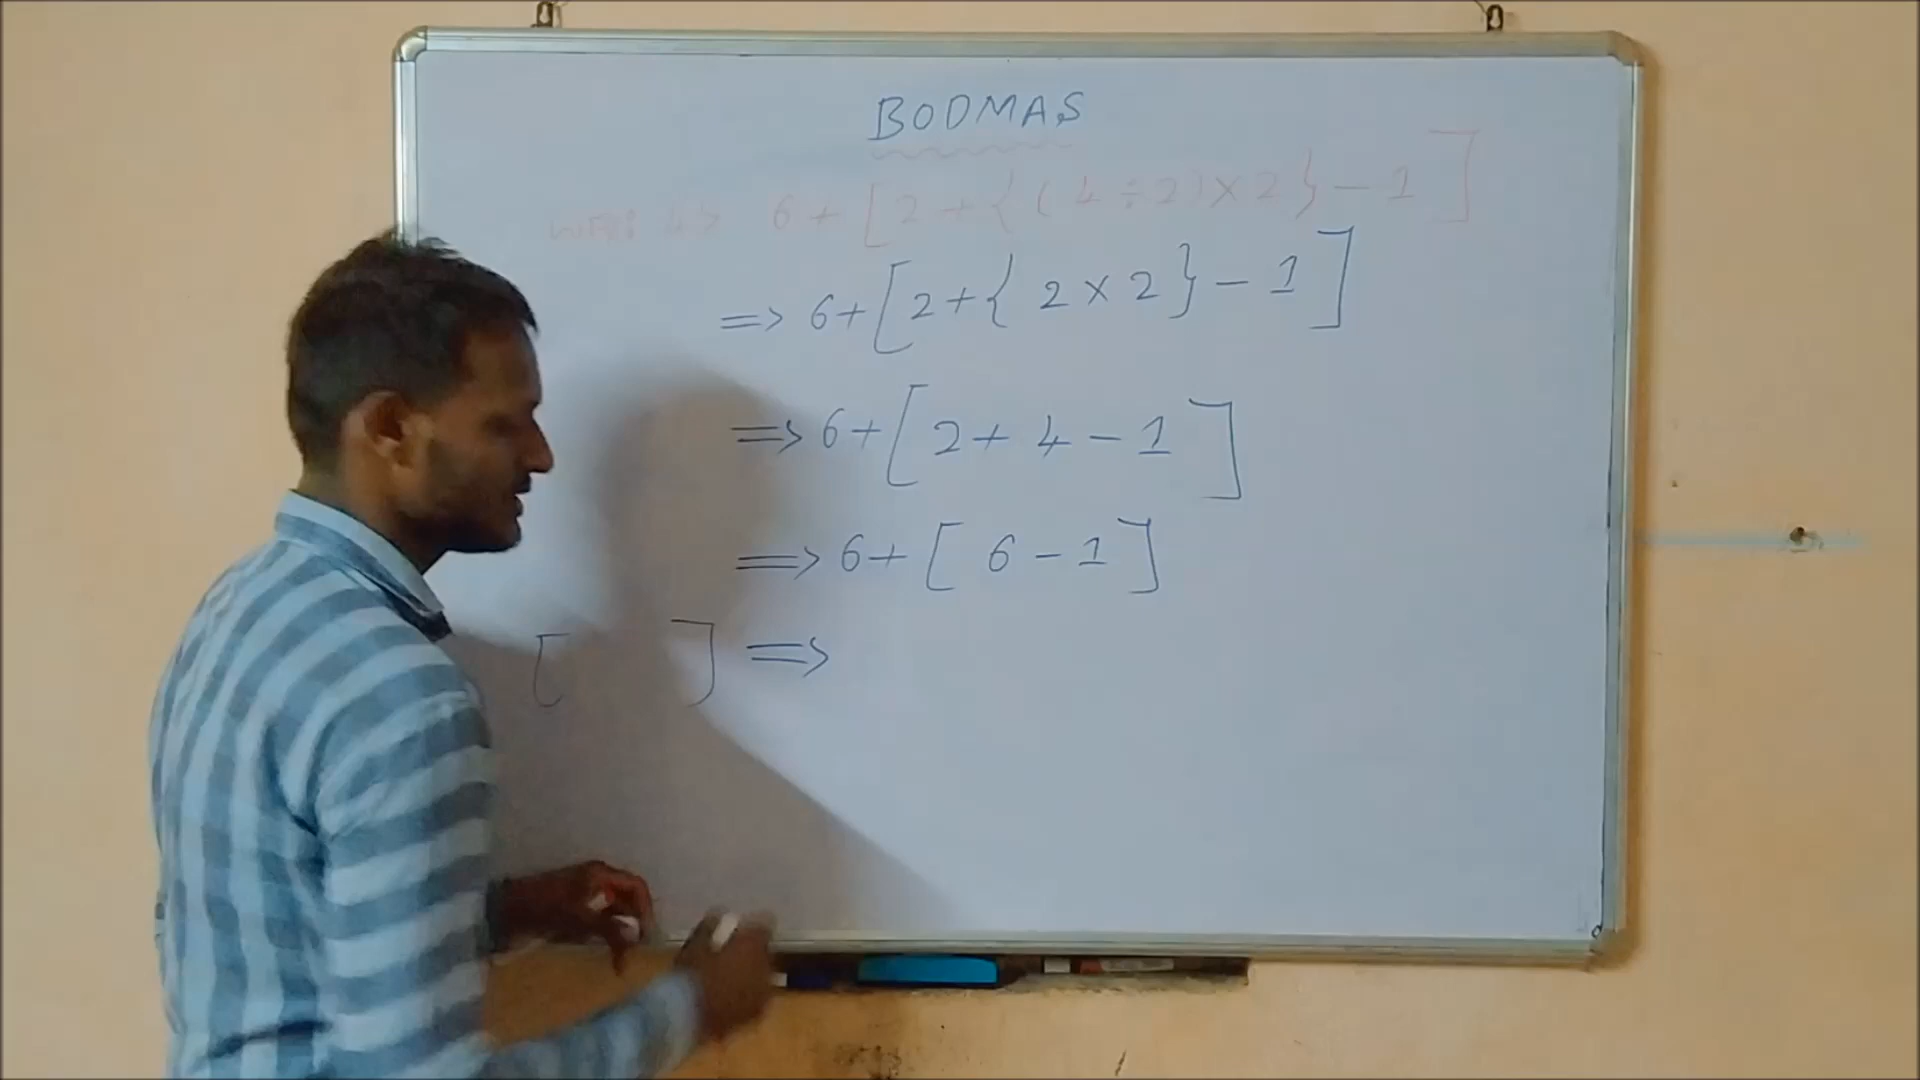 BODMAS
6+[2+{(4÷2)×2}-1]
=> 6+[2+{2×2}-1]
=> 6+[2+4-1]
=> 6+[6-1]
[ ] =>